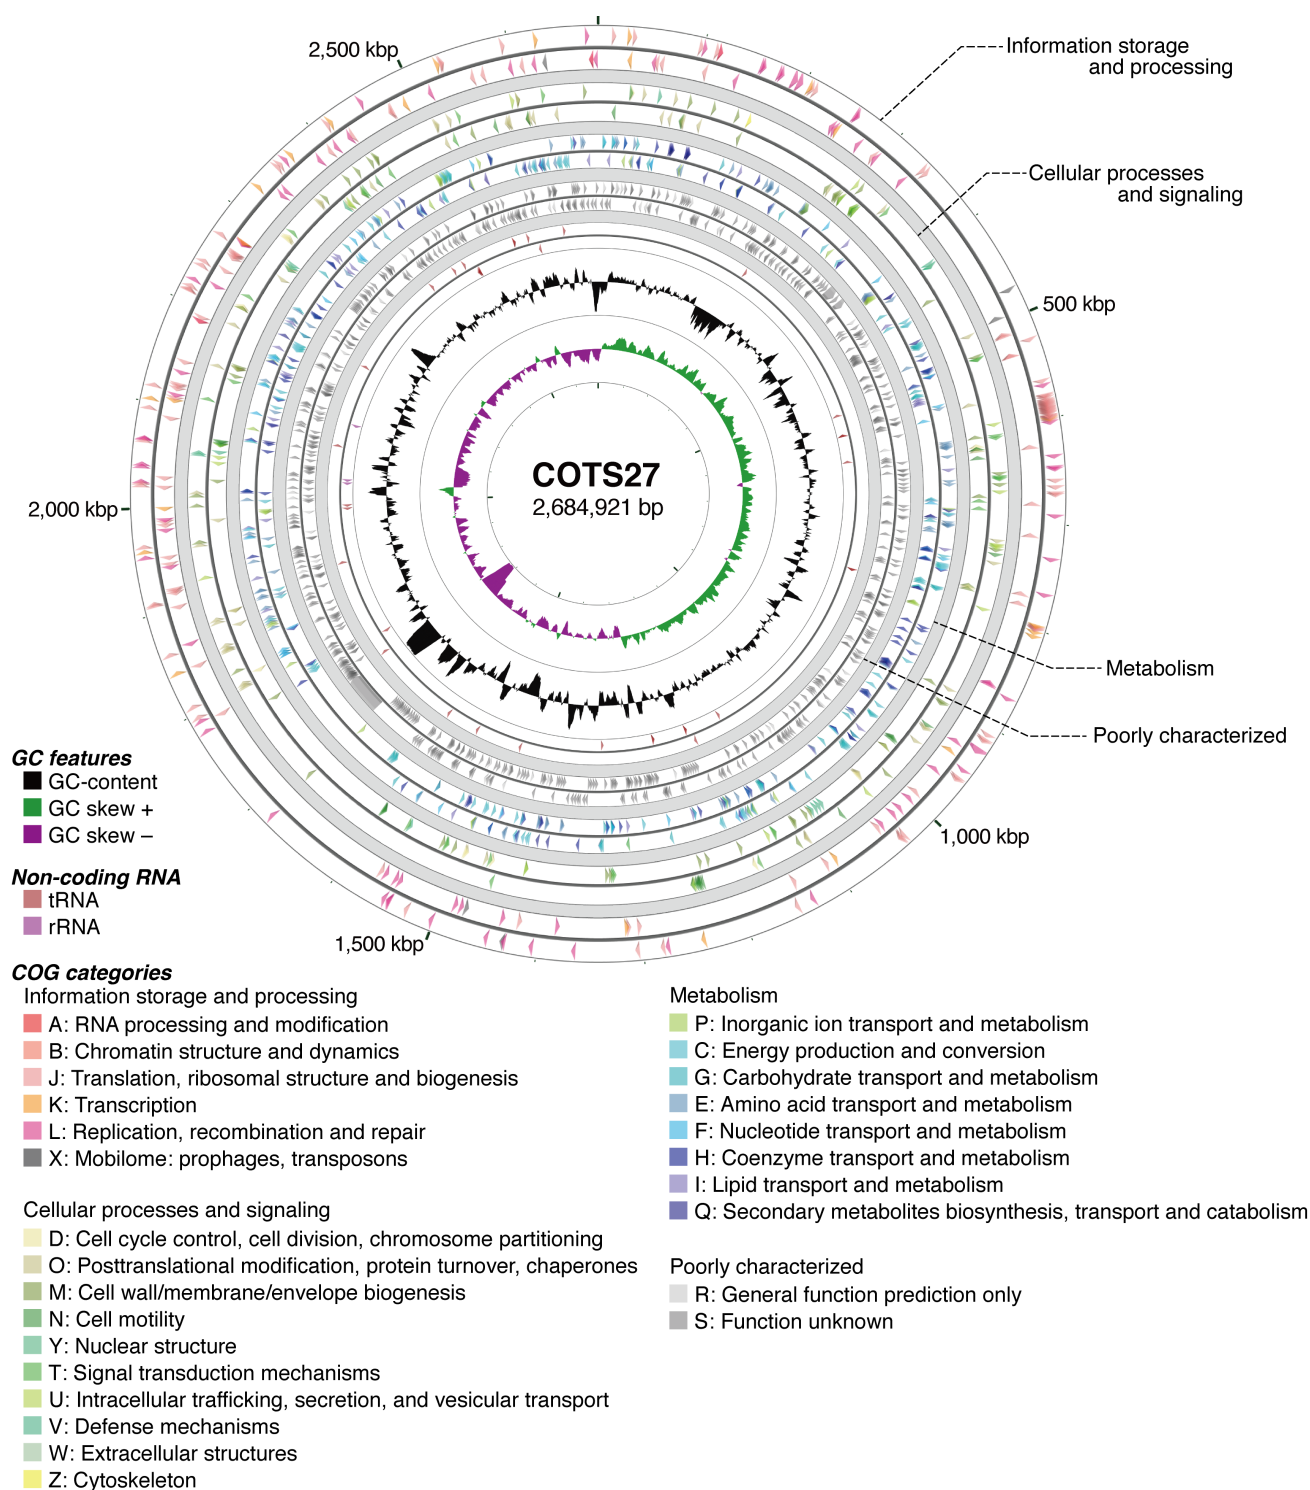 2,500 kbp
Information storage
and processing
Cellular processes
and signaling
500 kbp
COTS27
2,684,921 bp
2,000 kbp
Metabolism
Poorly characterized
1,000 kbp
1,500 kbp
GC features
GC-content
GC skew +
GC skew –
Non-coding RNA
tRNA
rRNA
COG categories
Information storage and processing
A: RNA processing and modification
B: Chromatin structure and dynamics
J: Translation, ribosomal structure and biogenesis
K: Transcription
L: Replication, recombination and repair
X: Mobilome: prophages, transposons
Cellular processes and signaling
D: Cell cycle control, cell division, chromosome partitioning
O: Posttranslational modification, protein turnover, chaperones
M: Cell wall/membrane/envelope biogenesis
N: Cell motility
Y: Nuclear structure
T: Signal transduction mechanisms
U: Intracellular trafficking, secretion, and vesicular transport
V: Defense mechanisms
W: Extracellular structures
Z: Cytoskeleton
Metabolism
P: Inorganic ion transport and metabolism
C: Energy production and conversion
G: Carbohydrate transport and metabolism
E: Amino acid transport and metabolism
F: Nucleotide transport and metabolism
H: Coenzyme transport and metabolism
I: Lipid transport and metabolism
Q: Secondary metabolites biosynthesis, transport and catabolism
Poorly characterized
R: General function prediction only
S: Function unknown